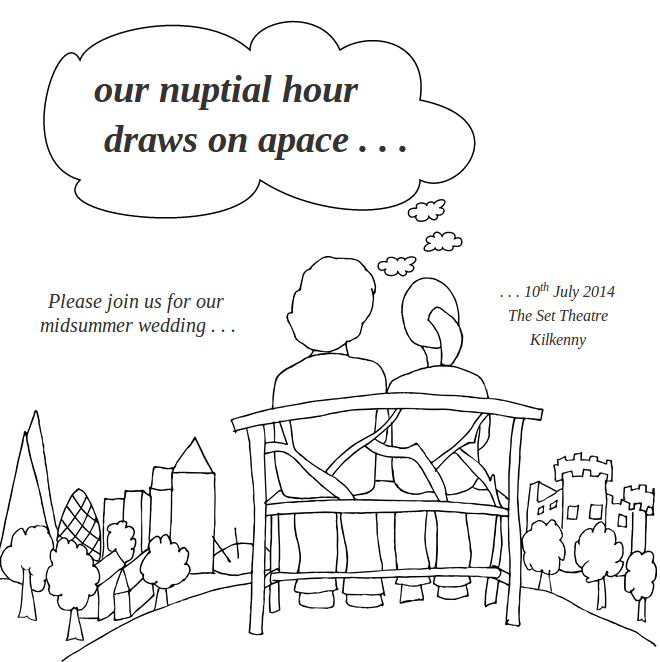 our nuptial hour
draws on apace . . .
Please join us for our
midsummer wedding . . .
. . . 10th July 2014
The Set Theatre
Kilkenny